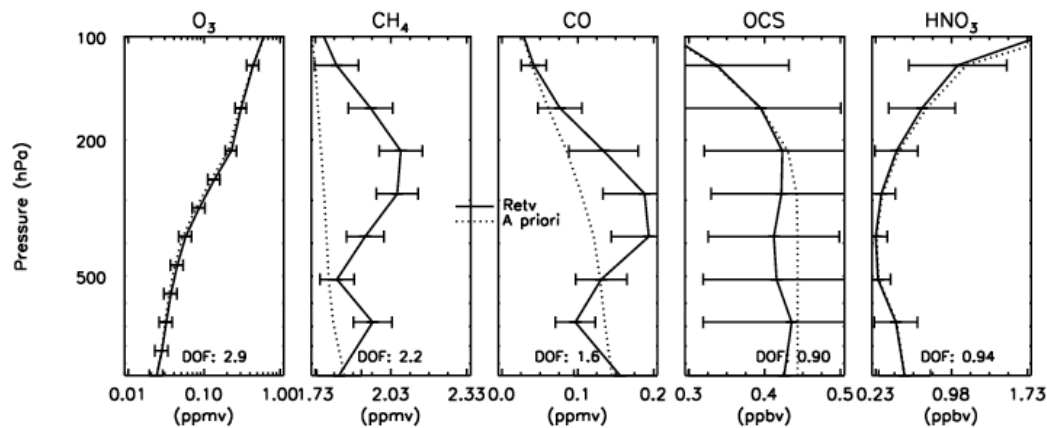 O3 CH4 CO OCS HNO3
100
200
500
Pressure (hPa)
Retv
A priori
DOF: 2.9 DOF: 2.2 DOF: 1.6 DOF: 0.90 DOF: 0.94
0.01 0.10 1.00 1.73 2.03 2.33 0.0 0.1 0.2 0.3 0.4 0.5 0.23 0.98 1.73
(ppmv) (ppmv) (ppmv) (ppbv) (ppbv)